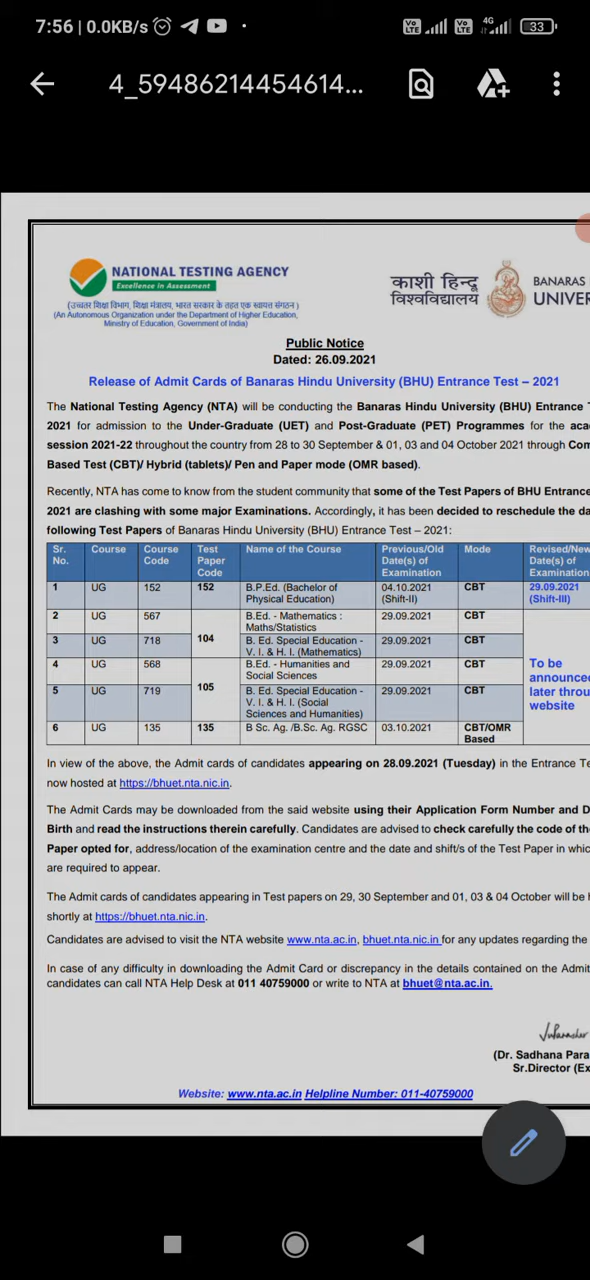 7:56 | 0.0KB/s
Vo LTE Vo LTE 4G 33
4_59486214454614...
NATIONAL TESTING AGENCY
Excellence in Assessment
(उच्चतर शिक्षा विभाग, शिक्षा मंत्रालय, भारत सरकार के तहत एक स्वायत्त संगठन)
(An Autonomous Organization under the Department of Higher Education,
Ministry of Education, Government of India)
काशी हिन्दू
विश्वविद्यालय
BANARAS
UNIVER
Public Notice
Dated: 26.09.2021
Release of Admit Cards of Banaras Hindu University (BHU) Entrance Test – 2021
The National Testing Agency (NTA) will be conducting the Banaras Hindu University (BHU) Entrance T
2021 for admission to the Under-Graduate (UET) and Post-Graduate (PET) Programmes for the aca
session 2021-22 throughout the country from 28 to 30 September & 01, 03 and 04 October 2021 through Com
Based Test (CBT)/ Hybrid (tablets)/ Pen and Paper mode (OMR based).
Recently, NTA has come to know from the student community that some of the Test Papers of BHU Entrance
2021 are clashing with some major Examinations. Accordingly, it has been decided to reschedule the da
following Test Papers of Banaras Hindu University (BHU) Entrance Test – 2021:
Sr. No. Course Course Code Test Paper Code Name of the Course Previous/Old Date(s) of Examination Mode Revised/New Date(s) of Examination
1 UG 152 152 B.P.Ed. (Bachelor of Physical Education) 04.10.2021 (Shift-II) CBT 29.09.2021 (Shift-III)
2 UG 567 104 B.Ed. - Mathematics : Maths/Statistics 29.09.2021 CBT To be announced later throu website
3 UG 718 B. Ed. Special Education - V. I. & H. I. (Mathematics) 29.09.2021 CBT
4 UG 568 105 B.Ed. - Humanities and Social Sciences 29.09.2021 CBT
5 UG 719 B. Ed. Special Education - V. I. & H. I. (Social Sciences and Humanities) 29.09.2021 CBT
6 UG 135 135 B Sc. Ag. /B.Sc. Ag. RGSC 03.10.2021 CBT/OMR Based
In view of the above, the Admit cards of candidates appearing on 28.09.2021 (Tuesday) in the Entrance Te
now hosted at https://bhuet.nta.nic.in.
The Admit Cards may be downloaded from the said website using their Application Form Number and D
Birth and read the instructions therein carefully. Candidates are advised to check carefully the code of the
Paper opted for, address/location of the examination centre and the date and shift/s of the Test Paper in whic
are required to appear.
The Admit cards of candidates appearing in Test papers on 29, 30 September and 01, 03 & 04 October will be h
shortly at https://bhuet.nta.nic.in.
Candidates are advised to visit the NTA website www.nta.ac.in, bhuet.nta.nic.in for any updates regarding the
In case of any difficulty in downloading the Admit Card or discrepancy in the details contained on the Admit
candidates can call NTA Help Desk at 011 40759000 or write to NTA at bhuet@nta.ac.in.
(Dr. Sadhana Para
Sr.Director (Ex
Website: www.nta.ac.in Helpline Number: 011-40759000